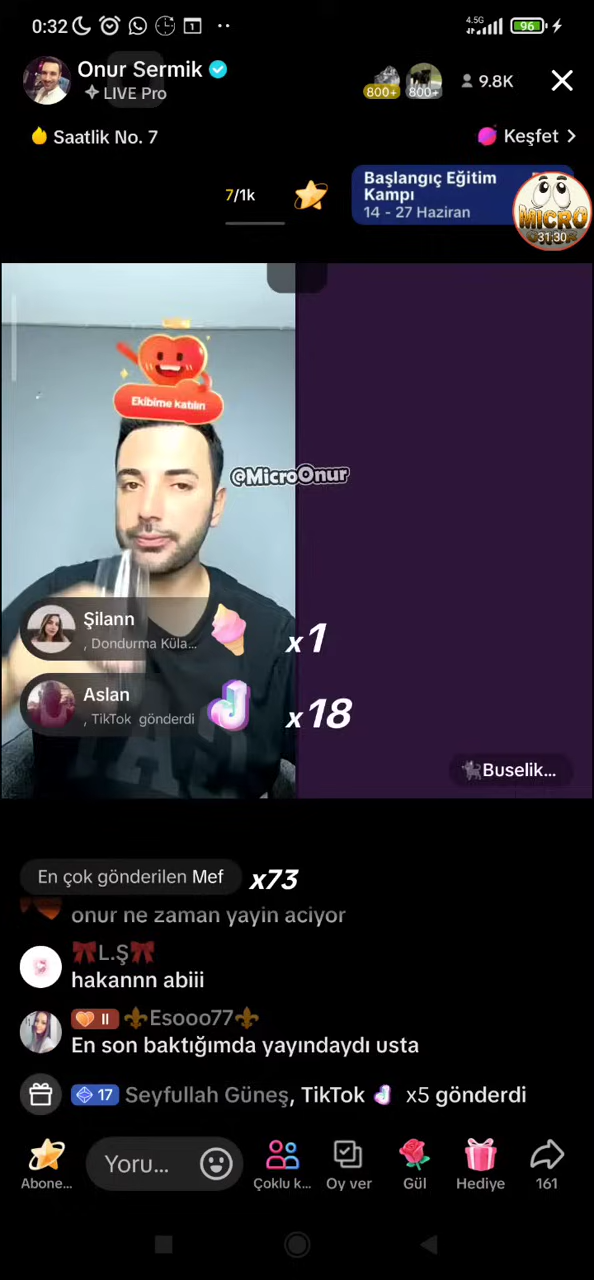 0:32
4.5G
96
Onur Sermik
LIVE Pro
800+
800+
9.8K
Saatlik No. 7
Keşfet
7/1k
Başlangıç Eğitim
Kampı
14 - 27 Haziran
MICRO
31:30
Ekibime katılın
@MicroOnur
Şilann
, Dondurma Küla...
x1
Aslan
, TikTok gönderdi
x18
Buselik...
En çok gönderilen Mef
x73
onur ne zaman yayin aciyor
L.Ş
hakannn abiii
II
Esooo77
En son baktığımda yayındaydı usta
17 Seyfullah Güneş, TikTok x5 gönderdi
Abone...
Yoru...
Çoklu k...
Oy ver
Gül
Hediye
161